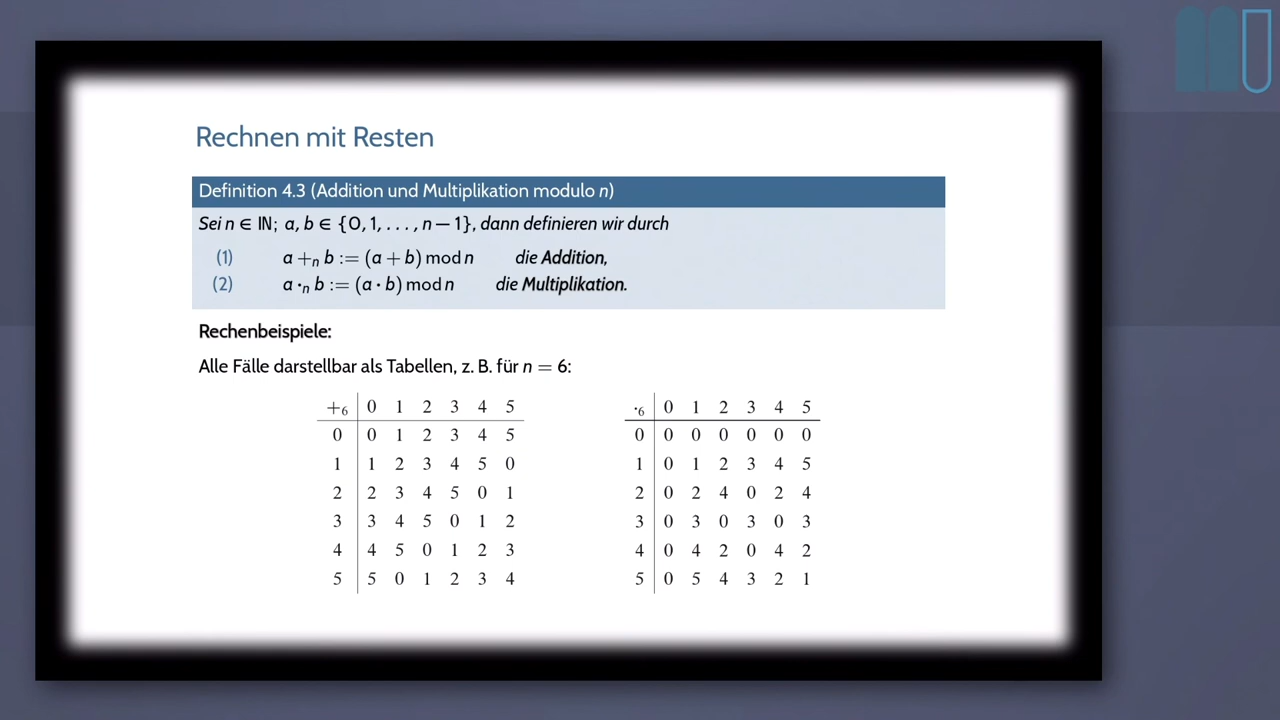 Rechnen mit Resten
Definition 4.3 (Addition und Multiplikation modulo n)
Sei n ∈ ℕ; a, b ∈ {0, 1, . . . , n − 1}, dann definieren wir durch
(1) a +ₙ b := (a + b) mod n die Addition,
(2) a ·ₙ b := (a · b) mod n die Multiplikation.
Rechenbeispiele:
Alle Fälle darstellbar als Tabellen, z. B. für n = 6:
+₆ 0 1 2 3 4 5
0 0 1 2 3 4 5
1 1 2 3 4 5 0
2 2 3 4 5 0 1
3 3 4 5 0 1 2
4 4 5 0 1 2 3
5 5 0 1 2 3 4
·₆ 0 1 2 3 4 5
0 0 0 0 0 0 0
1 0 1 2 3 4 5
2 0 2 4 0 2 4
3 0 3 0 3 0 3
4 0 4 2 0 4 2
5 0 5 4 3 2 1